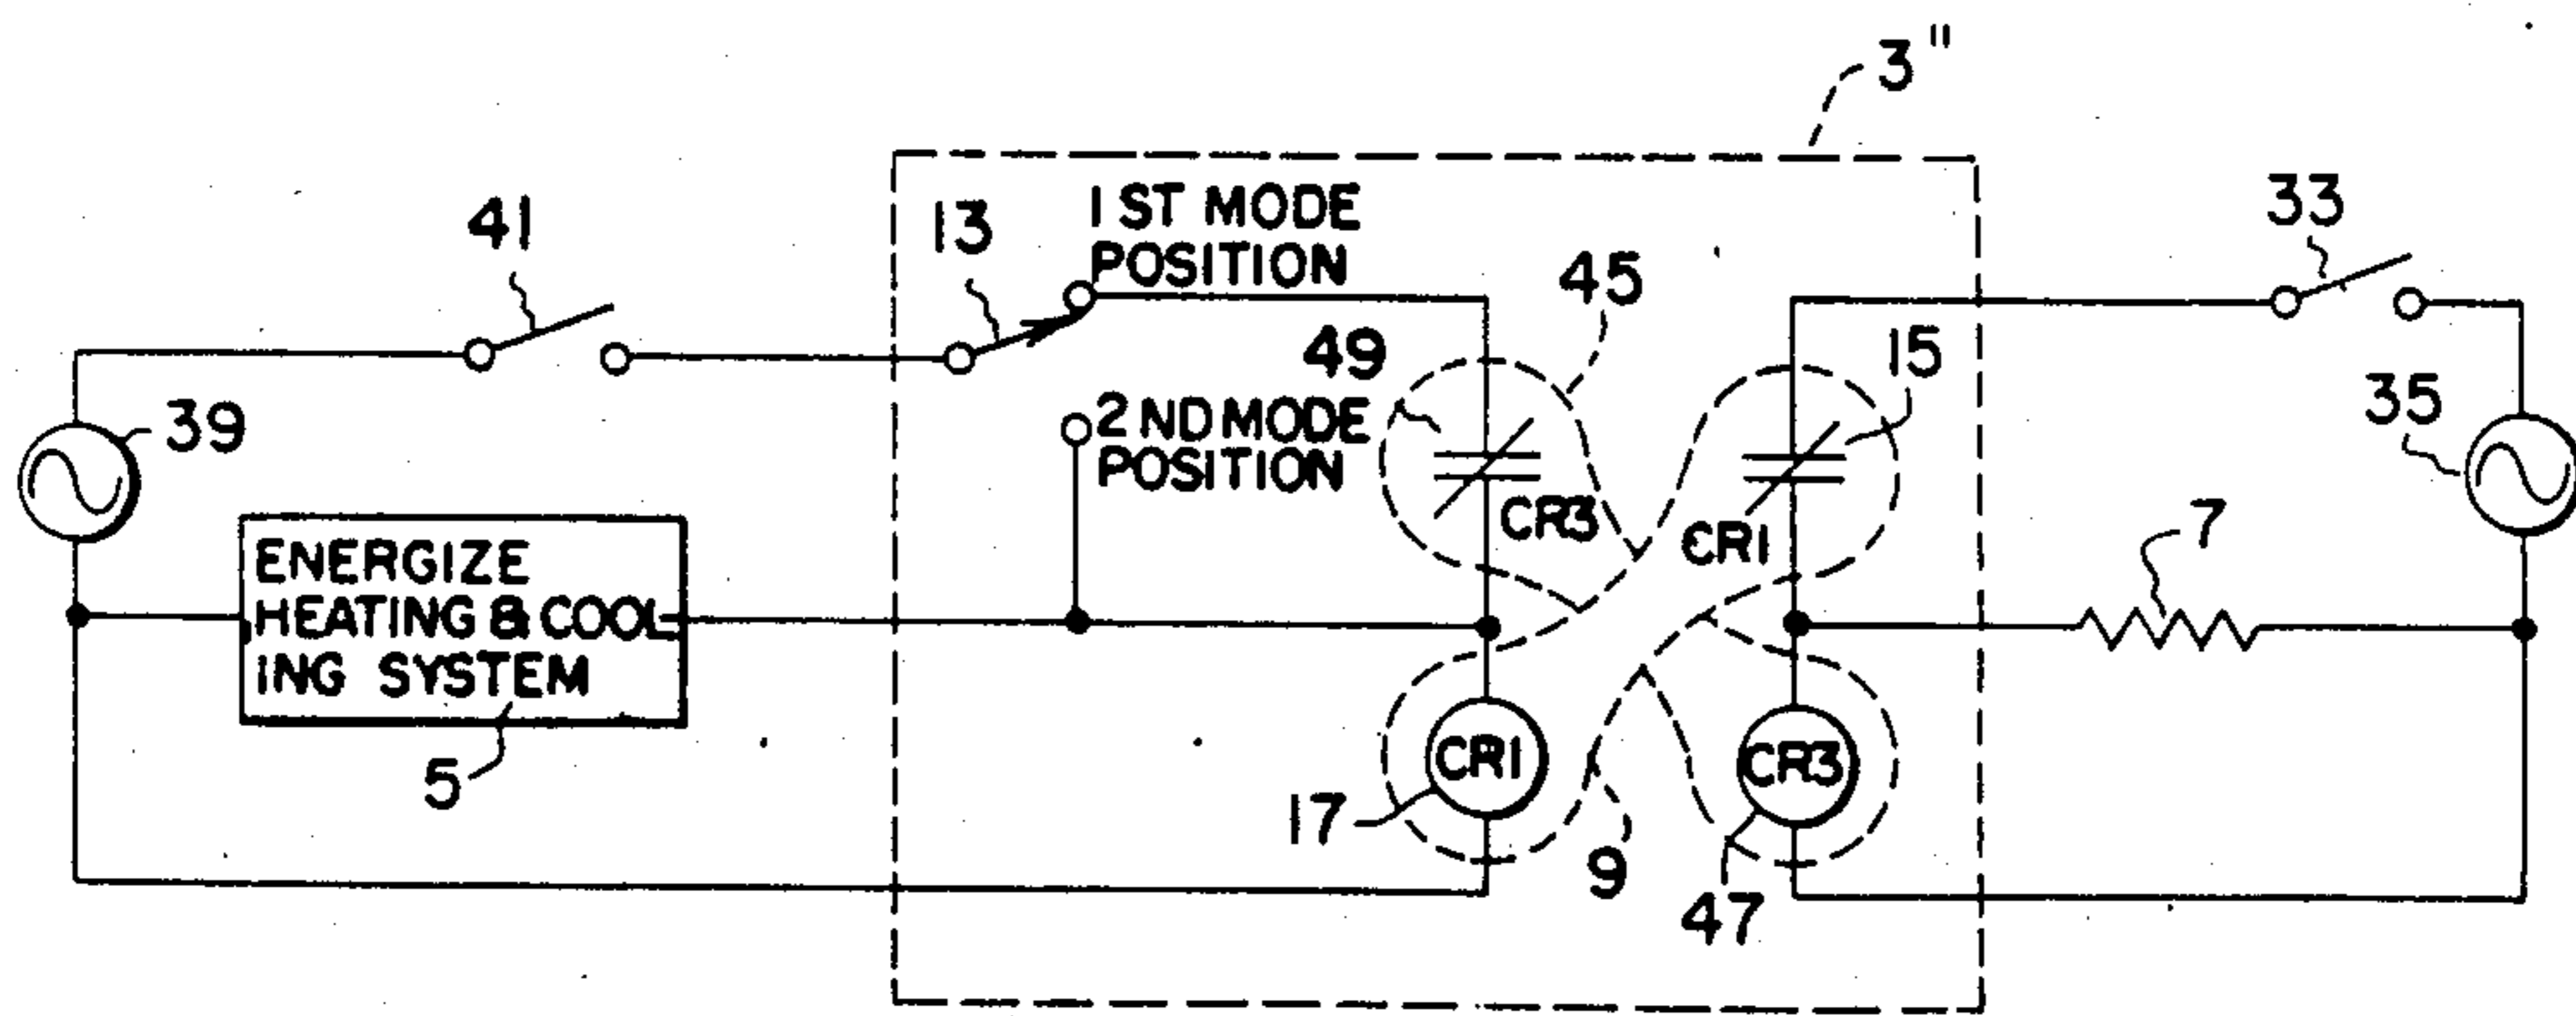 3"
41
13
1 ST MODE
POSITION
33
45
49
15
39
2 ND MODE
POSITION
35
CR3
CR1
7
ENERGIZE
HEATING & COOL-
ING SYSTEM
5
CR1
CR3
17
9
47